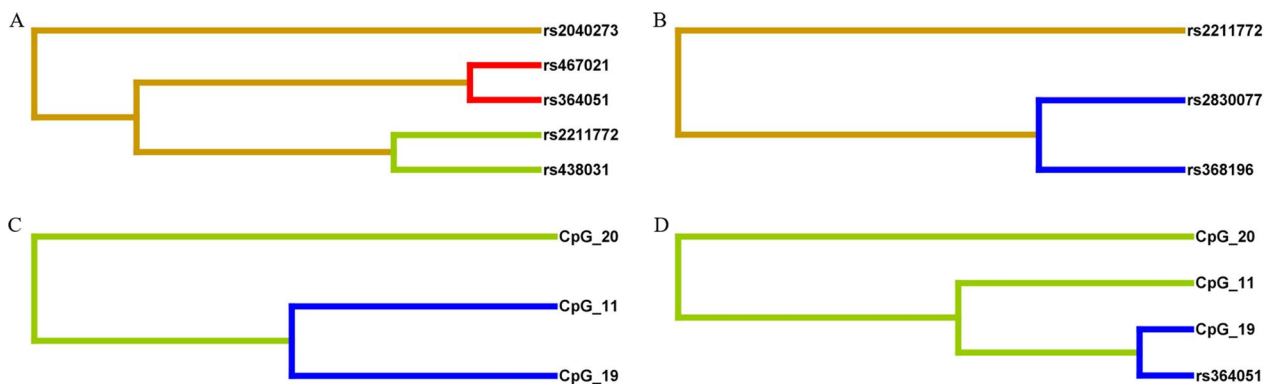 A
rs2040273
rs467021
rs364051
rs2211772
rs438031
B
rs2211772
rs2830077
rs368196
C
CpG_20
CpG_11
CpG_19
D
CpG_20
CpG_11
CpG_19
rs364051